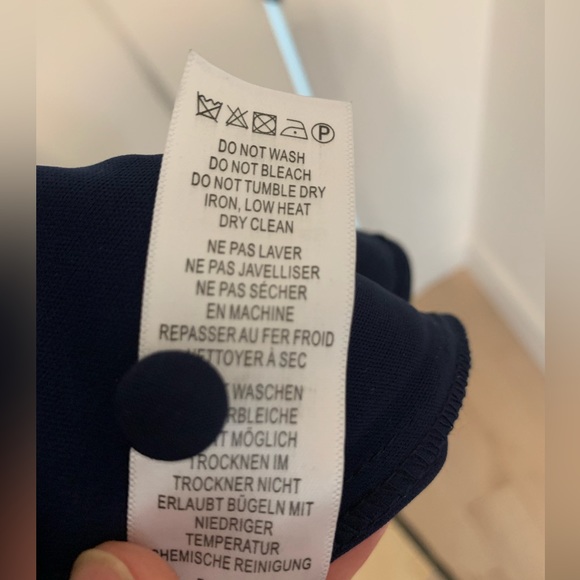 P
DO NOT WASH
DO NOT BLEACH
DO NOT TUMBLE DRY
IRON, LOW HEAT
DRY CLEAN
NE PAS LAVER
NE PAS JAVELLISER
NE PAS SÉCHER
EN MACHINE
REPASSER AU FER FROID
NETTOYER À SEC
WASCHEN
MÖGLICH
TROCKNEN IM
TROCKNER NICHT
ERLAUBT BÜGELN MIT
NIEDRIGER
TEMPERATUR
CHEMISCHE REINIGUNG